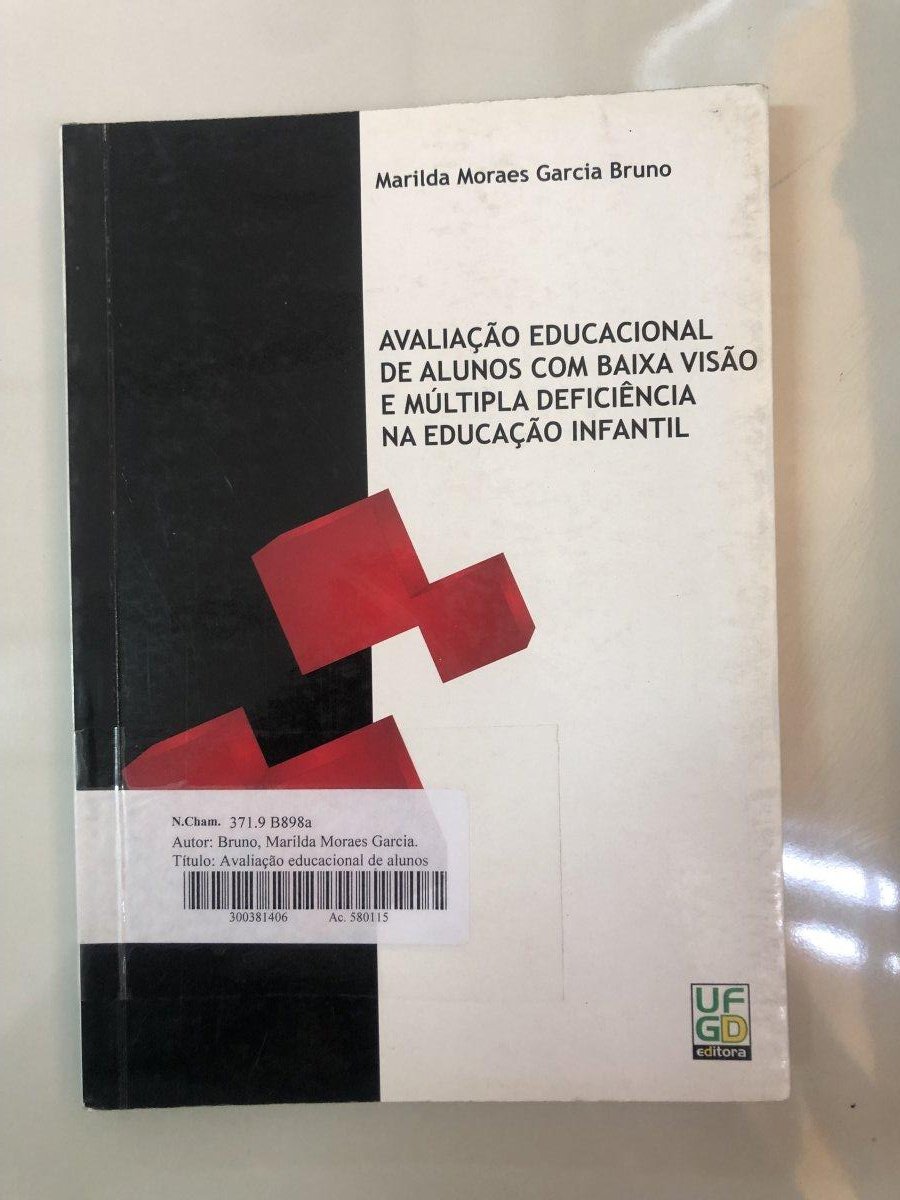 Marilda Moraes Garcia Bruno
AVALIAÇÃO EDUCACIONAL
DE ALUNOS COM BAIXA VISÃO
E MÚLTIPLA DEFICIÊNCIA
NA EDUCAÇÃO INFANTIL
N.Cham. 371.9 B898a
Autor: Bruno, Marilda Moraes Garcia.
Título: Avaliação educacional de alunos
300381406 Ac. 580115
UF
GD
editora